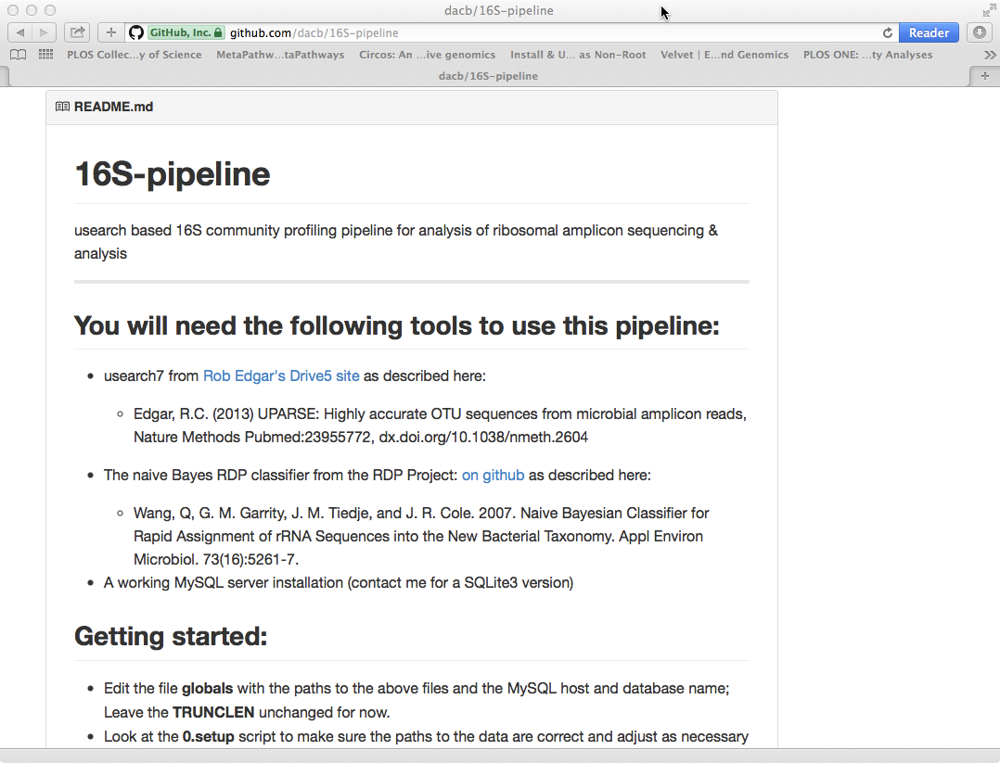 dacb/16S-pipeline
GitHub, Inc. github.com/dacb/16S-pipeline Reader
PLOS Collec...y of Science MetaPathw...taPathways Circos: An ...ive genomics Install & U... as Non-Root Velvet | E...nd Genomics PLOS ONE: ...ty Analyses
dacb/16S-pipeline
README.md
16S-pipeline
usearch based 16S community profiling pipeline for analysis of ribosomal amplicon sequencing &
analysis
You will need the following tools to use this pipeline:
• usearch7 from Rob Edgar's Drive5 site as described here:
◦ Edgar, R.C. (2013) UPARSE: Highly accurate OTU sequences from microbial amplicon reads,
Nature Methods Pubmed:23955772, dx.doi.org/10.1038/nmeth.2604
• The naive Bayes RDP classifier from the RDP Project: on github as described here:
◦ Wang, Q, G. M. Garrity, J. M. Tiedje, and J. R. Cole. 2007. Naive Bayesian Classifier for
Rapid Assignment of rRNA Sequences into the New Bacterial Taxonomy. Appl Environ
Microbiol. 73(16):5261-7.
• A working MySQL server installation (contact me for a SQLite3 version)
Getting started:
• Edit the file globals with the paths to the above files and the MySQL host and database name;
Leave the TRUNCLEN unchanged for now.
• Look at the 0.setup script to make sure the paths to the data are correct and adjust as necessary